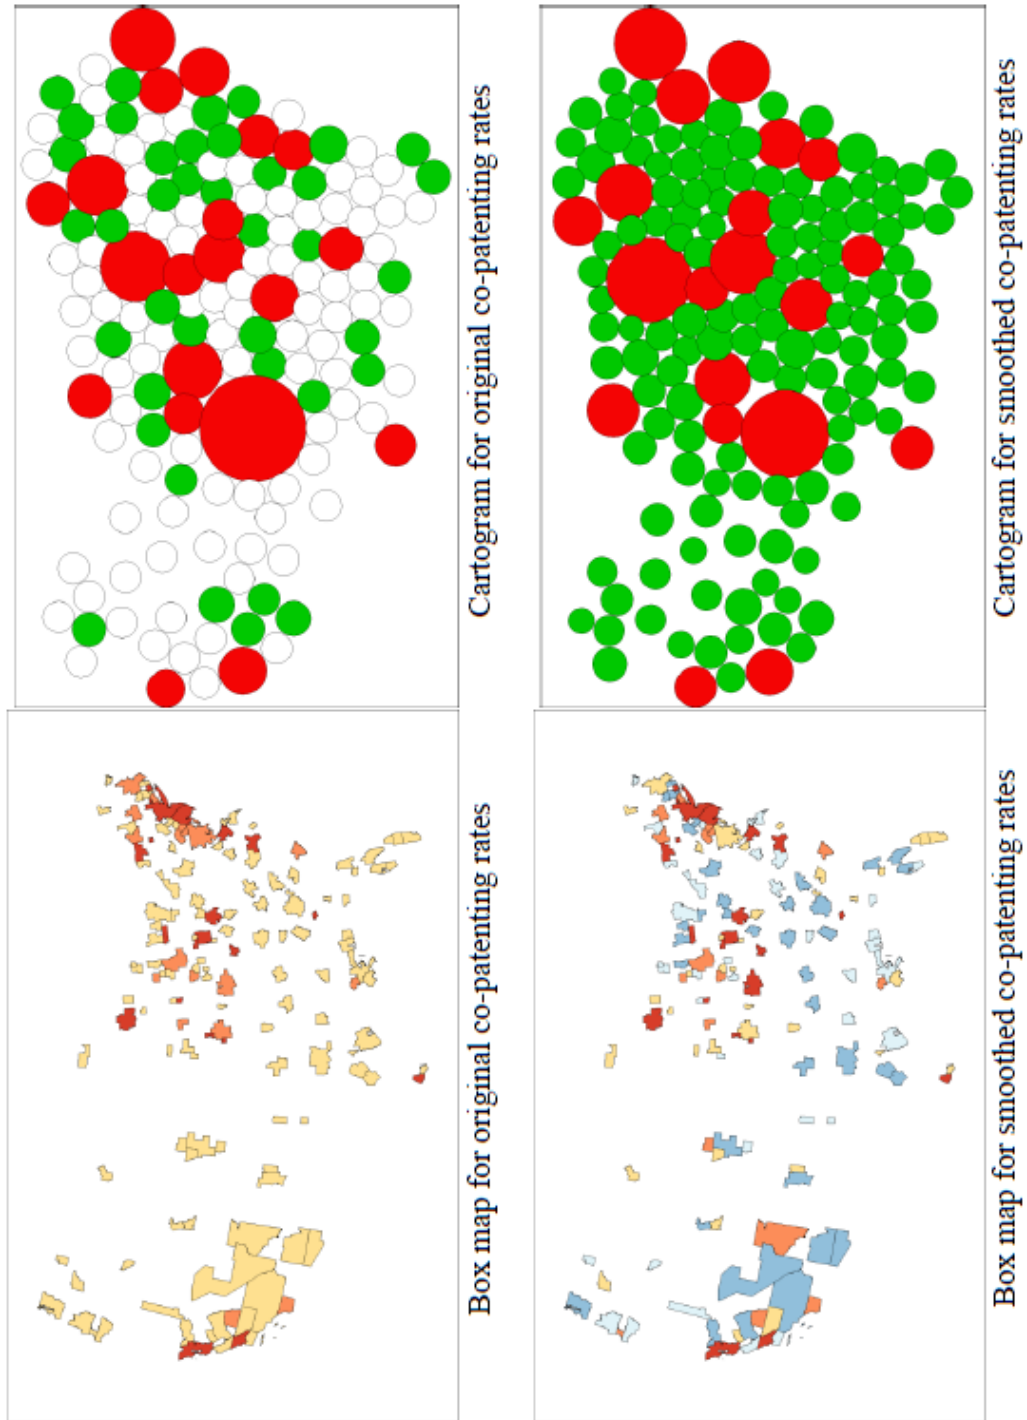 Cartogram for original co-patenting rates
Cartogram for smoothed co-patenting rates
Box map for original co-patenting rates
Box map for smoothed co-patenting rates